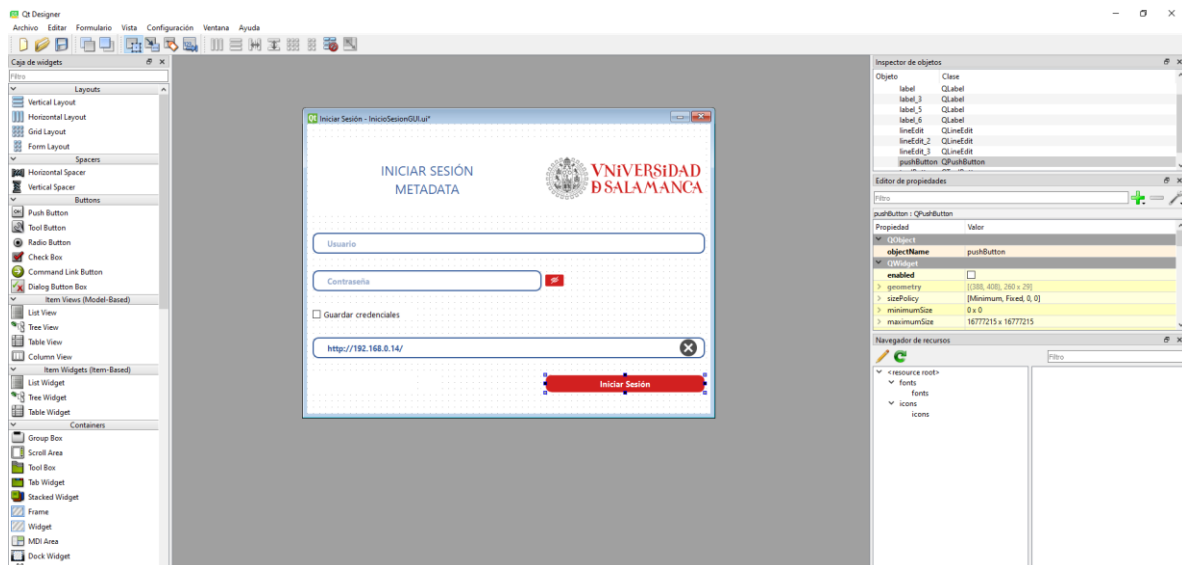 Qt Designer
Archivo Editar Formulario Vista Configuración Ventana Ayuda
Caja de widgets
Filtro
Layouts
Vertical Layout
Horizontal Layout
Grid Layout
Form Layout
Spacers
Horizontal Spacer
Vertical Spacer
Buttons
Push Button
Tool Button
Radio Button
Check Box
Command Link Button
Dialog Button Box
Item Views (Model-Based)
List View
Tree View
Table View
Column View
Item Widgets (Item-Based)
List Widget
Tree Widget
Table Widget
Containers
Group Box
Scroll Area
Tool Box
Tab Widget
Stacked Widget
Frame
Widget
MDI Area
Dock Widget
Iniciar Sesión - InicioSesionGUI.ui*
INICIAR SESIÓN
METADATA
VNiVERSiDAD
D SALAMANCA
Usuario
Contraseña
Guardar credenciales
http://192.168.0.14/
Iniciar Sesión
Inspector de objetos
Objeto Clase
label QLabel
label_3 QLabel
label_5 QLabel
label_6 QLabel
lineEdit QLineEdit
lineEdit_2 QLineEdit
lineEdit_3 QLineEdit
pushButton QPushButton
Editor de propiedades
Filtro
pushButton : QPushButton
Propiedad Valor
QObject
objectName pushButton
QWidget
enabled
geometry [(388, 408), 260 x 29]
sizePolicy [Minimum, Fixed, 0, 0]
minimumSize 0 x 0
maximumSize 16777215 x 16777215
Navegador de recursos
Filtro
<resource root>
fonts
fonts
icons
icons